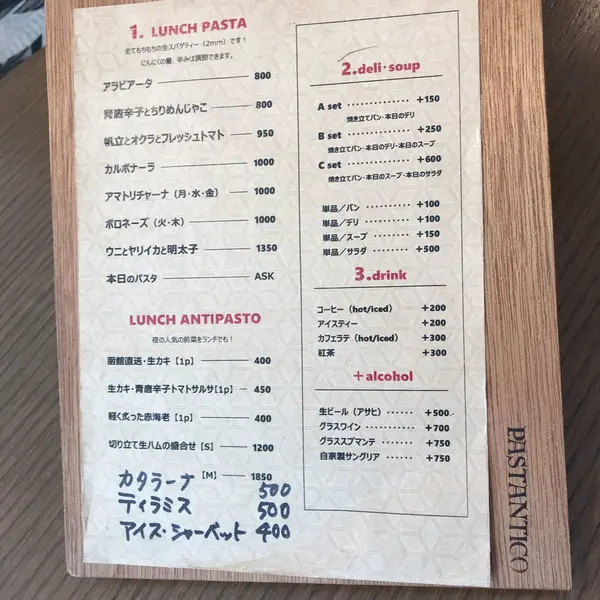 1. LUNCH PASTA
全てもちもちの生スパゲティー(2mm)です!
にんにくの量、辛みは調節できます。
アラビアータ 800
青唐辛子とちりめんじゃこ 800
帆立とオクラとフレッシュトマト 950
カルボナーラ 1000
アマトリチャーナ(月・水・金) 1000
ボロネーズ(火・木) 1000
ウニとヤリイカと明太子 1350
本日のパスタ ASK
LUNCH ANTIPASTO
夜の人気の前菜をランチでも!
函館直送・生カキ【1p】 400
生カキ・青唐辛子トマトサルサ【1p】 450
軽く炙った赤海老【1p】 400
切り立て生ハムの盛合せ【S】 1200
【M】 1850
カタラーナ 500
ティラミス 500
アイス・シャーベット 400
2.deli・soup
A set +150
焼き立てパン・本日のデリ
B set +250
焼き立てパン・本日のデリ・本日のスープ
C set +600
焼き立てパン・本日のスープ・本日のサラダ
単品/パン +100
単品/デリ +100
単品/スープ +150
単品/サラダ +500
3.drink
コーヒー(hot/iced) +200
アイスティー +200
カフェラテ(hot/iced) +300
紅茶 +300
+alcohol
生ビール(アサヒ) +500
グラスワイン +700
グラススプマンテ +750
自家製サングリア +750
PASTANTICO